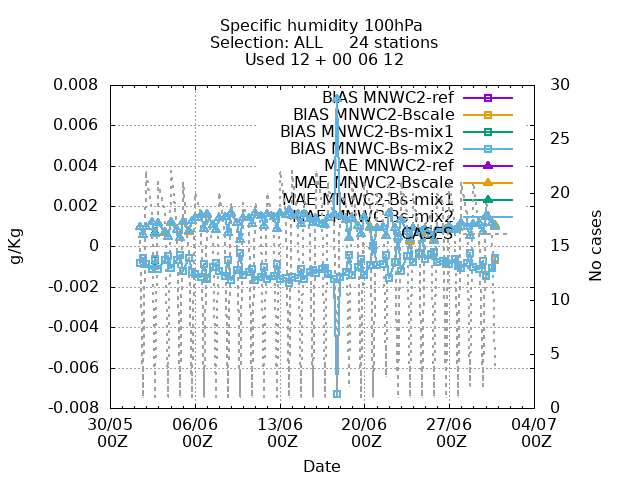 Specific humidity 100hPa
Selection: ALL 24 stations
Used 12 + 00 06 12
BIAS MNWC2-ref
BIAS MNWC2-Bscale
BIAS MNWC2-Bs-mix1
BIAS MNWC-Bs-mix2
MAE MNWC2-ref
MAE MNWC2-Bscale
MAE MNWC2-Bs-mix1
MAE MNWC-Bs-mix2
CASES
0.008
0.006
0.004
0.002
0
-0.002
-0.004
-0.006
-0.008
g/Kg
30
25
20
15
10
5
0
No cases
30/05 06/06 13/06 20/06 27/06 04/07
00Z 00Z 00Z 00Z 00Z 00Z
Date